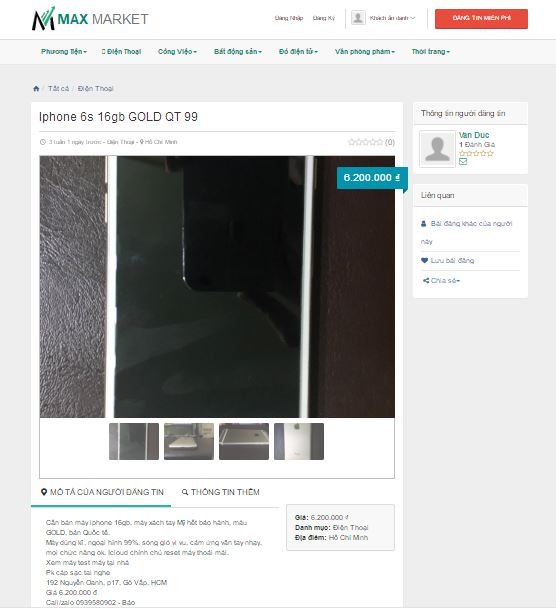 MAX MARKET
Đăng Nhập Đăng Ký Khách ẩn danh ĐĂNG TIN MIỄN PHÍ
Phương Tiện Điện Thoại Công Việc Bất động sản Đồ điện tử Văn phòng phẩm Thời trang
/ Tất cả / Điện Thoại
Iphone 6s 16gb GOLD QT 99
3 tuần 1 ngày trước - Điện Thoại - Hồ Chí Minh (0)
6.200.000 ₫
Thông tin người đăng tin
Van Duc
1 Đánh Giá
Liên quan
Bài đăng khác của người
này
Lưu bài đăng
Chia sẻ
MÔ TẢ CỦA NGƯỜI ĐĂNG TIN THÔNG TIN THÊM
Cần bán máy iphone 16gb, máy xách tay Mỹ hết bảo hành, màu
GOLD, bản Quốc tế.
Máy dùng kĩ, ngoại hình 99%, sóng gió vi vu, cảm ứng vân tay nhạy,
mọi chức năng ok. Icloud chính chủ reset máy thoải mái.
Xem máy test máy tại nhà
Pk cáp sạc tai nghe
192 Nguyễn Oanh, p17, Gò Vấp, HCM
Giá 6.200.000 đ
Call/zalo 0939580902 - Bảo
Giá: 6.200.000 ₫
Danh mục: Điện Thoại
Địa điểm: Hồ Chí Minh